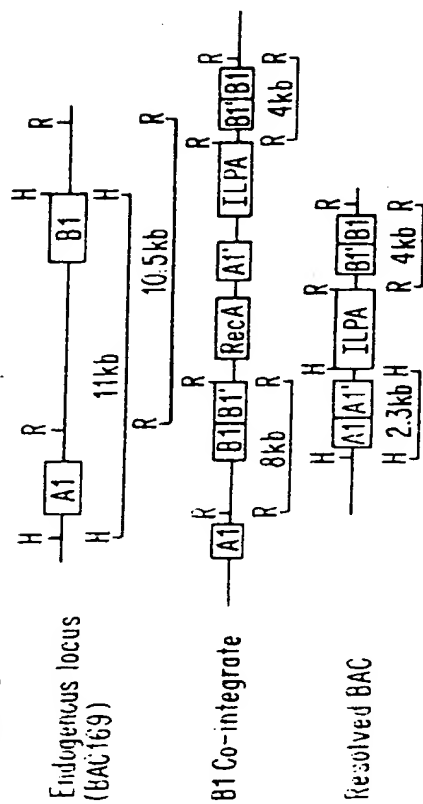 Endogenous locus
(BAC169)
H R H R
A1 B1
H H
11kb
R R
10.5kb
B1 Co-integrate
R R R R
A1 B1 B1' RecA A1' ILPA B1' B1
R R R R
8kb 4kb
Resolved BAC
H H R R
A1 A1' ILPA B1' B1
H H R R
2.3kb 4kb